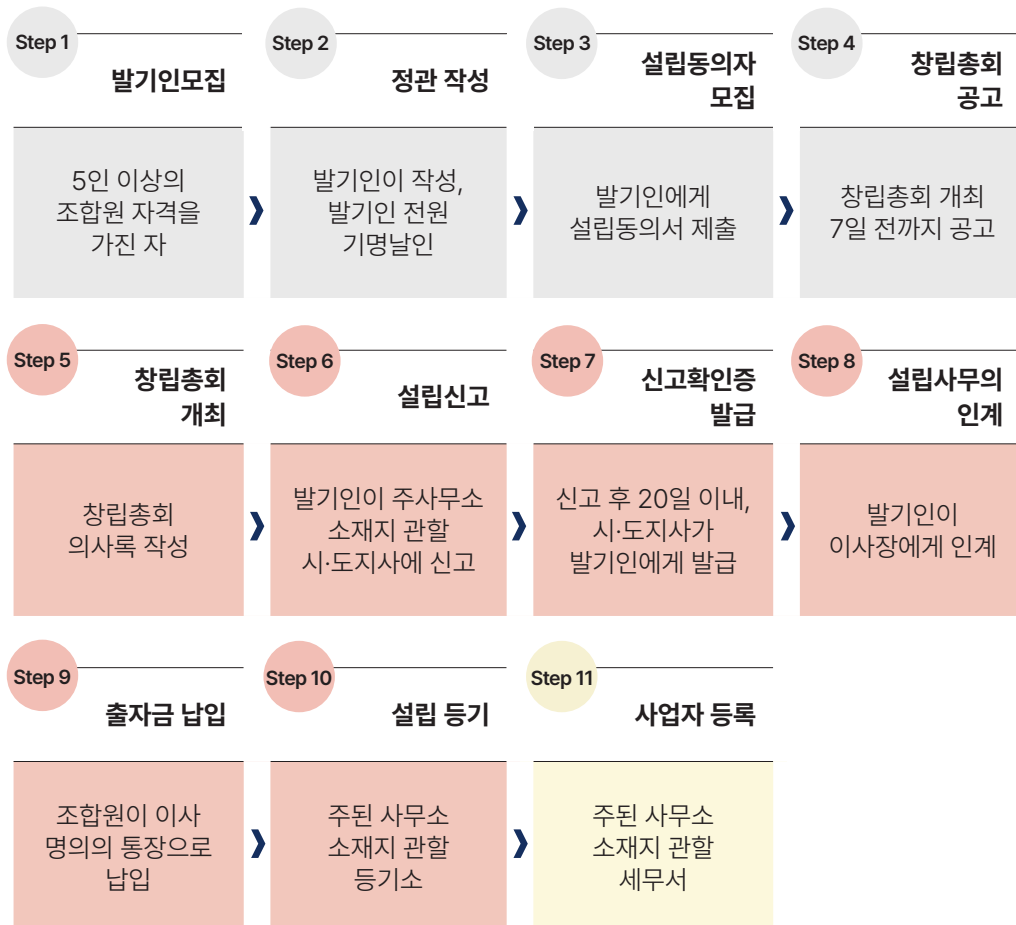 Step 1
발기인모집
5인 이상의
조합원 자격을
가진 자
Step 2
정관 작성
발기인이 작성,
발기인 전원
기명날인
Step 3
설립동의자
모집
발기인에게
설립동의서 제출
Step 4
창립총회
공고
창립총회 개최
7일 전까지 공고
Step 5
창립총회
개최
창립총회
의사록 작성
Step 6
설립신고
발기인이 주사무소
소재지 관할
시·도지사에 신고
Step 7
신고확인증
발급
신고 후 20일 이내,
시·도지사가
발기인에게 발급
Step 8
설립사무의
인계
발기인이
이사장에게 인계
Step 9
출자금 납입
조합원이 이사
명의의 통장으로
납입
Step 10
설립 등기
주된 사무소
소재지 관할
등기소
Step 11
사업자 등록
주된 사무소
소재지 관할
세무서